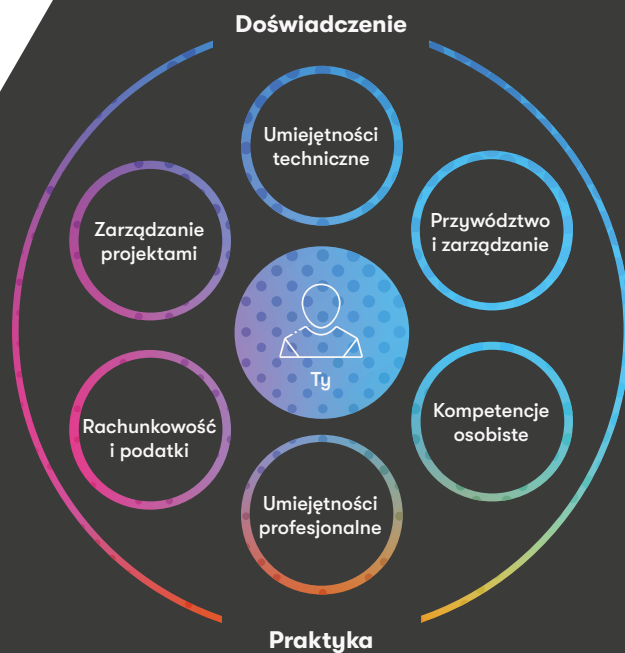 Doświadczenie
Umiejętności
techniczne
Przywództwo
i zarządzanie
Kompetencje
osobiste
Umiejętności
profesjonalne
Rachunkowość
i podatki
Zarządzanie
projektami
Ty
Praktyka